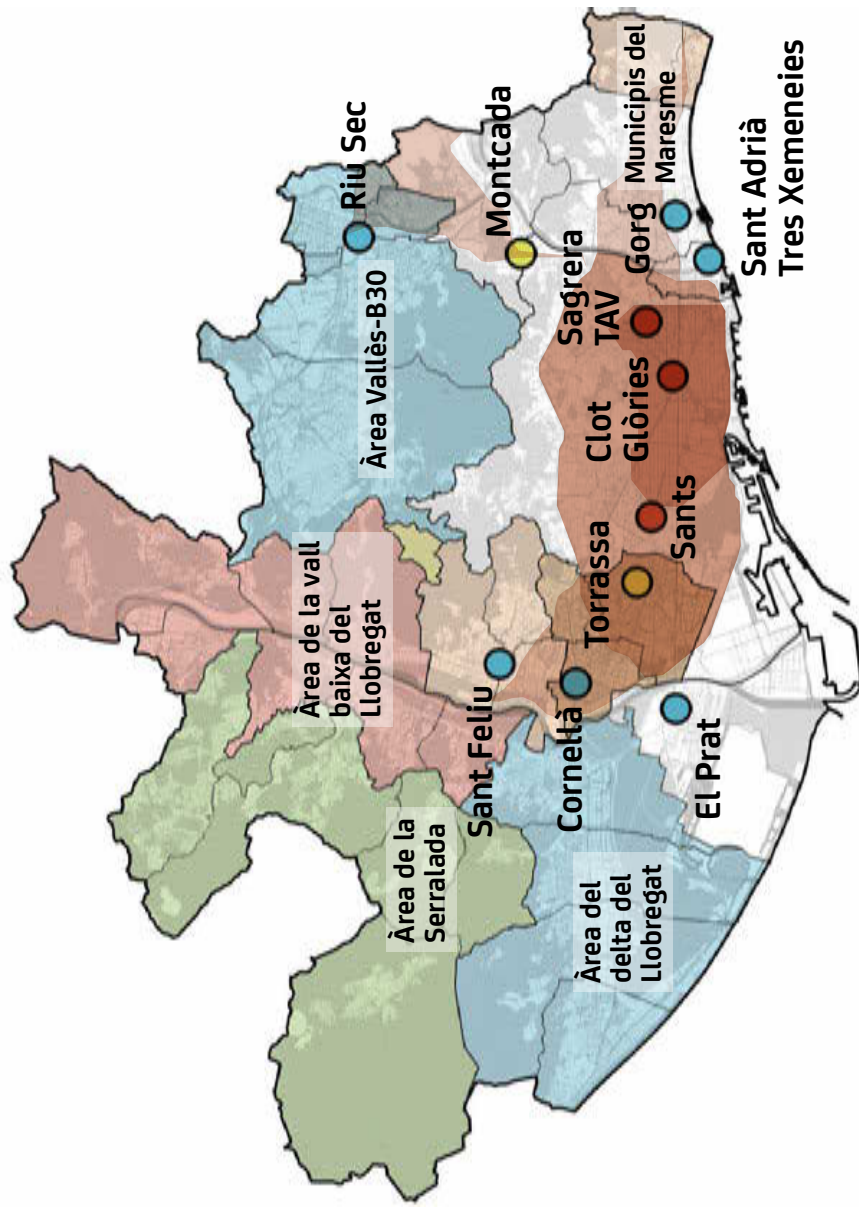 Riu Sec
Montcada
Municipis del
Maresme
Àrea Vallès-B30
Sagrera
TAV
Gorg
Sant Adrià
Tres Xemeneies
Clot
Glòries
Sants
Torrassa
Àrea de la vall
baixa del
Llobregat
Sant Feliu
Cornellà
El Prat
Àrea de la
Serralada
Àrea del
delta del
Llobregat